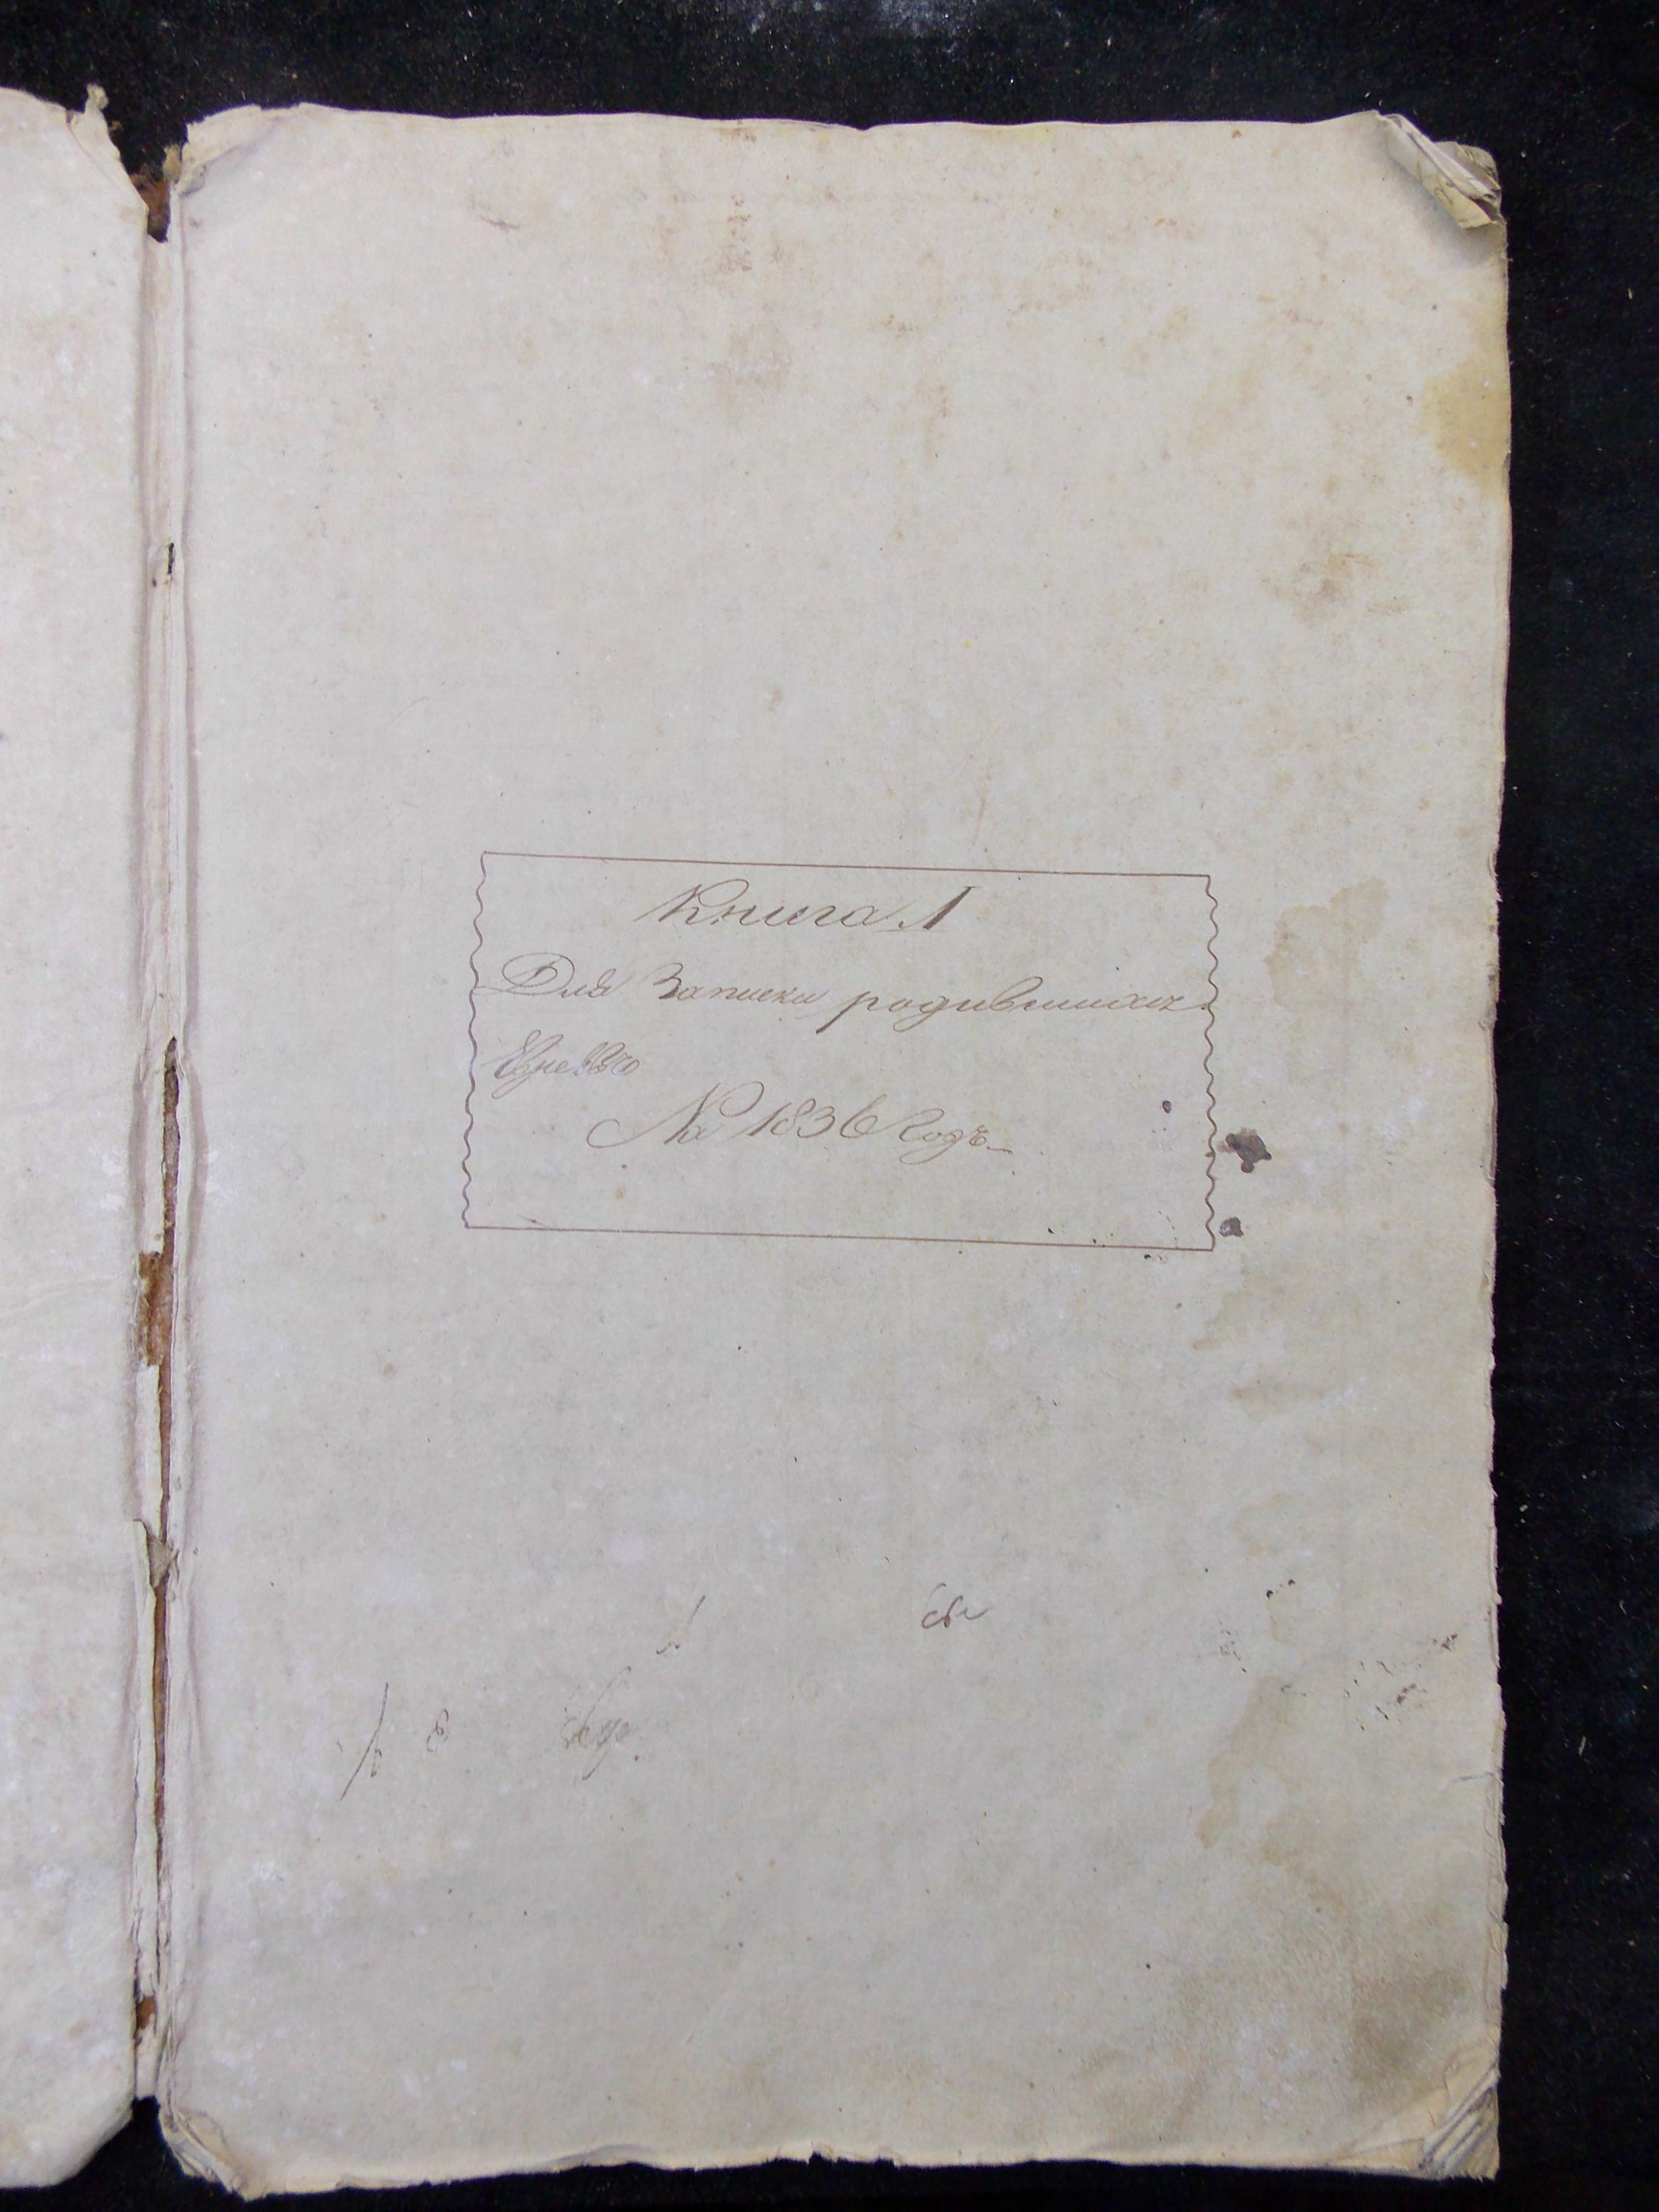 Книга 1
Для Записки родившихся
Евреевъ
На 1836 Годъ